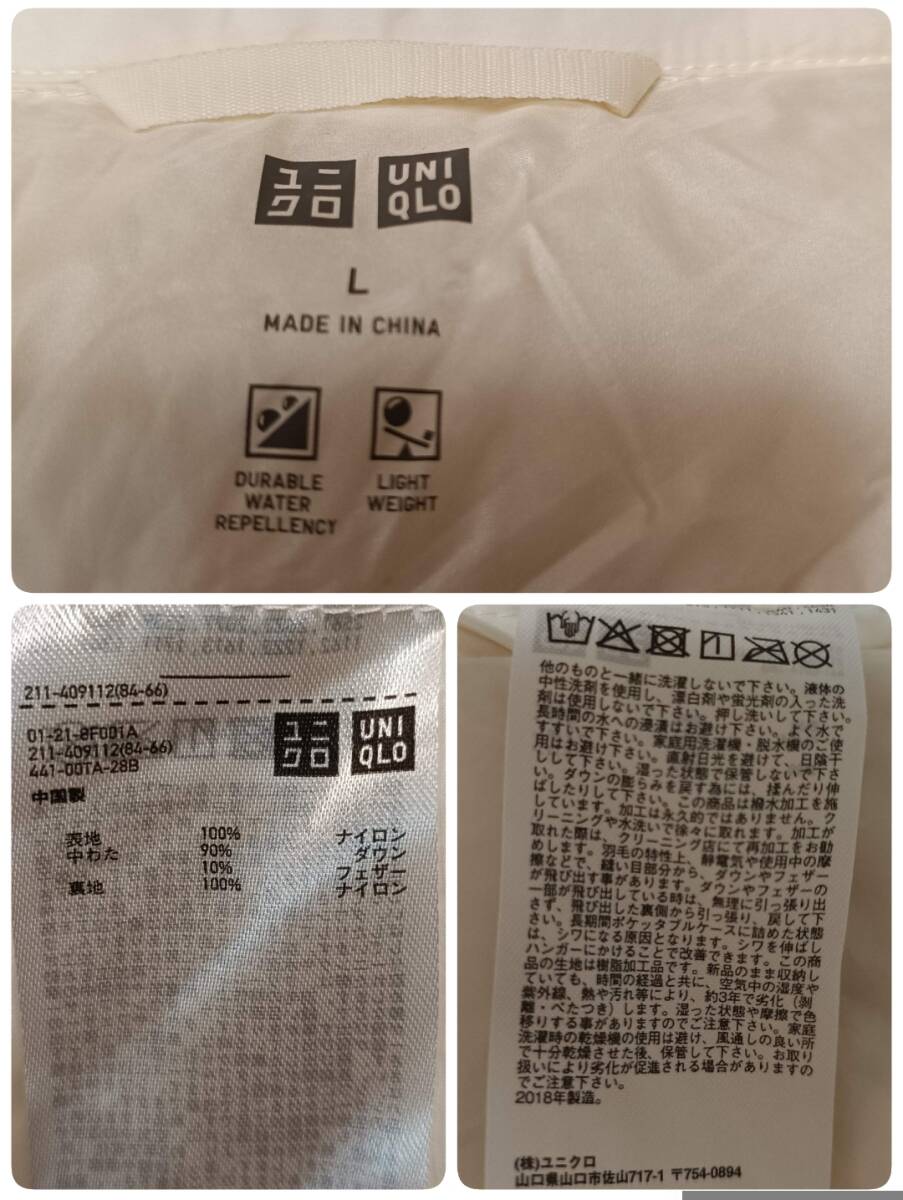 ユニ
クロ
UNI
QLO
L
MADE IN CHINA
DURABLE
WATER
REPELLENCY
LIGHT
WEIGHT
211-409112(84-66)
01-21-8F001A
211-409112(84-66)
441-00TA-28B
ユニ
クロ
UNI
QLO
中国製
表地 100% ナイロン
中わた 90% ダウン
10% フェザー
裏地 100% ナイロン
他のものと一緒に洗濯しないで下さい。液体の
中性洗剤を使用し、漂白剤や蛍光剤の入った洗
剤は使用しないで下さい。押し洗いして下さい。
長時間の水への浸漬はお避け下さい。よく水で
すすいで下さい。家庭用洗濯機・脱水機のご使
用はお避け下さい。直射日光を避けて、日陰干
しして下さい。湿った状態で保管しないで下さ
い。ダウンの膨らみを戻す為には、揉んだり伸
ばしたりして下さい。この商品は撥水加工を施
しています。加工は永久的ではありません。ク
リーニングや水洗いで徐々に取れます。加工が
取れた際は、クリーニング店にて再加工をお勧
めします。羽毛の特性上、静電気や使用中の摩
擦などで、縫い目部分から、ダウンやフェザー
が飛び出す事があります。ダウンやフェザーの
一部が飛び出している時は、無理に引っ張り出
さず、飛び出した裏側から引っ張り、戻して下
さい。長期間ポケッタブルケースに詰めた状態
は、シワになる原因となります。シワを伸ばし
ハンガーにかけることで改善できます。この商
品の生地は樹脂加工品です。新品のまま収納し
ていても、時間の経過と共に、空気中の湿度や
紫外線、熱や汚れ等により、約3年で劣化（剥
離・べたつき）します。湿った状態や摩擦で色
移りする事がありますのでご注意下さい。家庭
洗濯時の乾燥機の使用は避け、風通しの良い所
で十分乾燥させた後、保管して下さい。お取り
扱いにより劣化が促進される場合がありますの
でご注意下さい。
2018年製造。
(株)ユニクロ
山口県山口市佐山717-1 〒754-0894